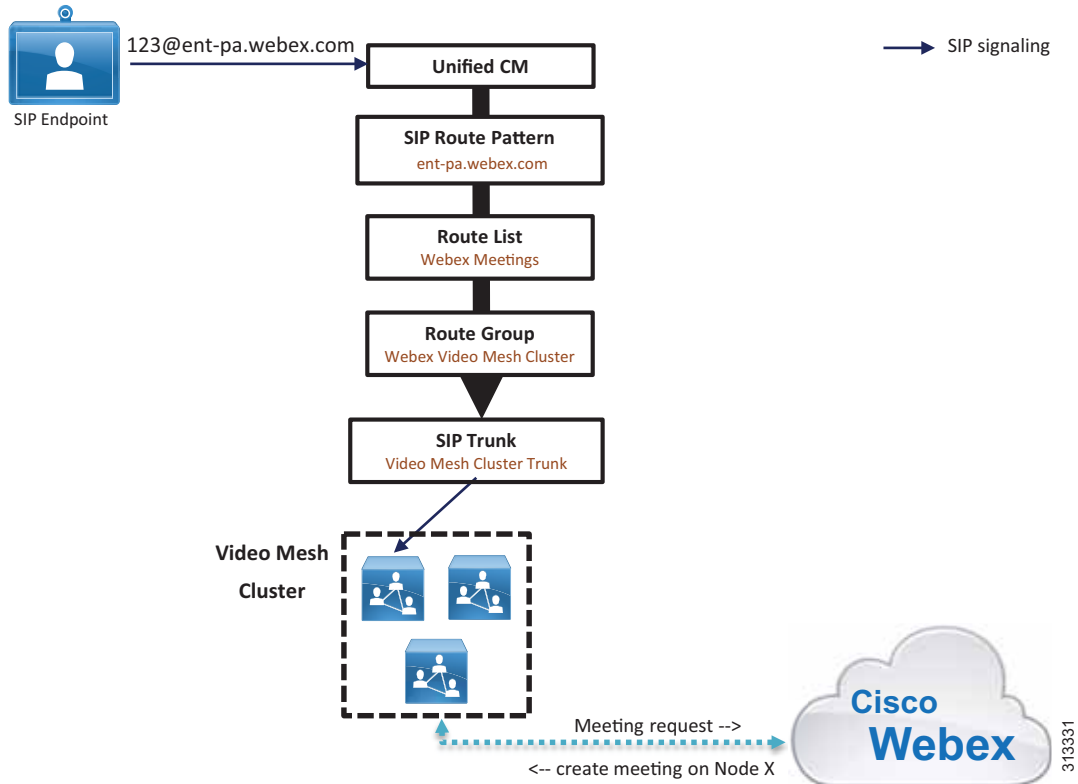 123@ent-pa.webex.com
SIP signaling
SIP Endpoint
Unified CM
SIP Route Pattern
ent-pa.webex.com
Route List
Webex Meetings
Route Group
Webex Video Mesh Cluster
SIP Trunk
Video Mesh Cluster Trunk
Video Mesh
Cluster
Meeting request -->
<-- create meeting on Node X
Cisco
Webex
313331